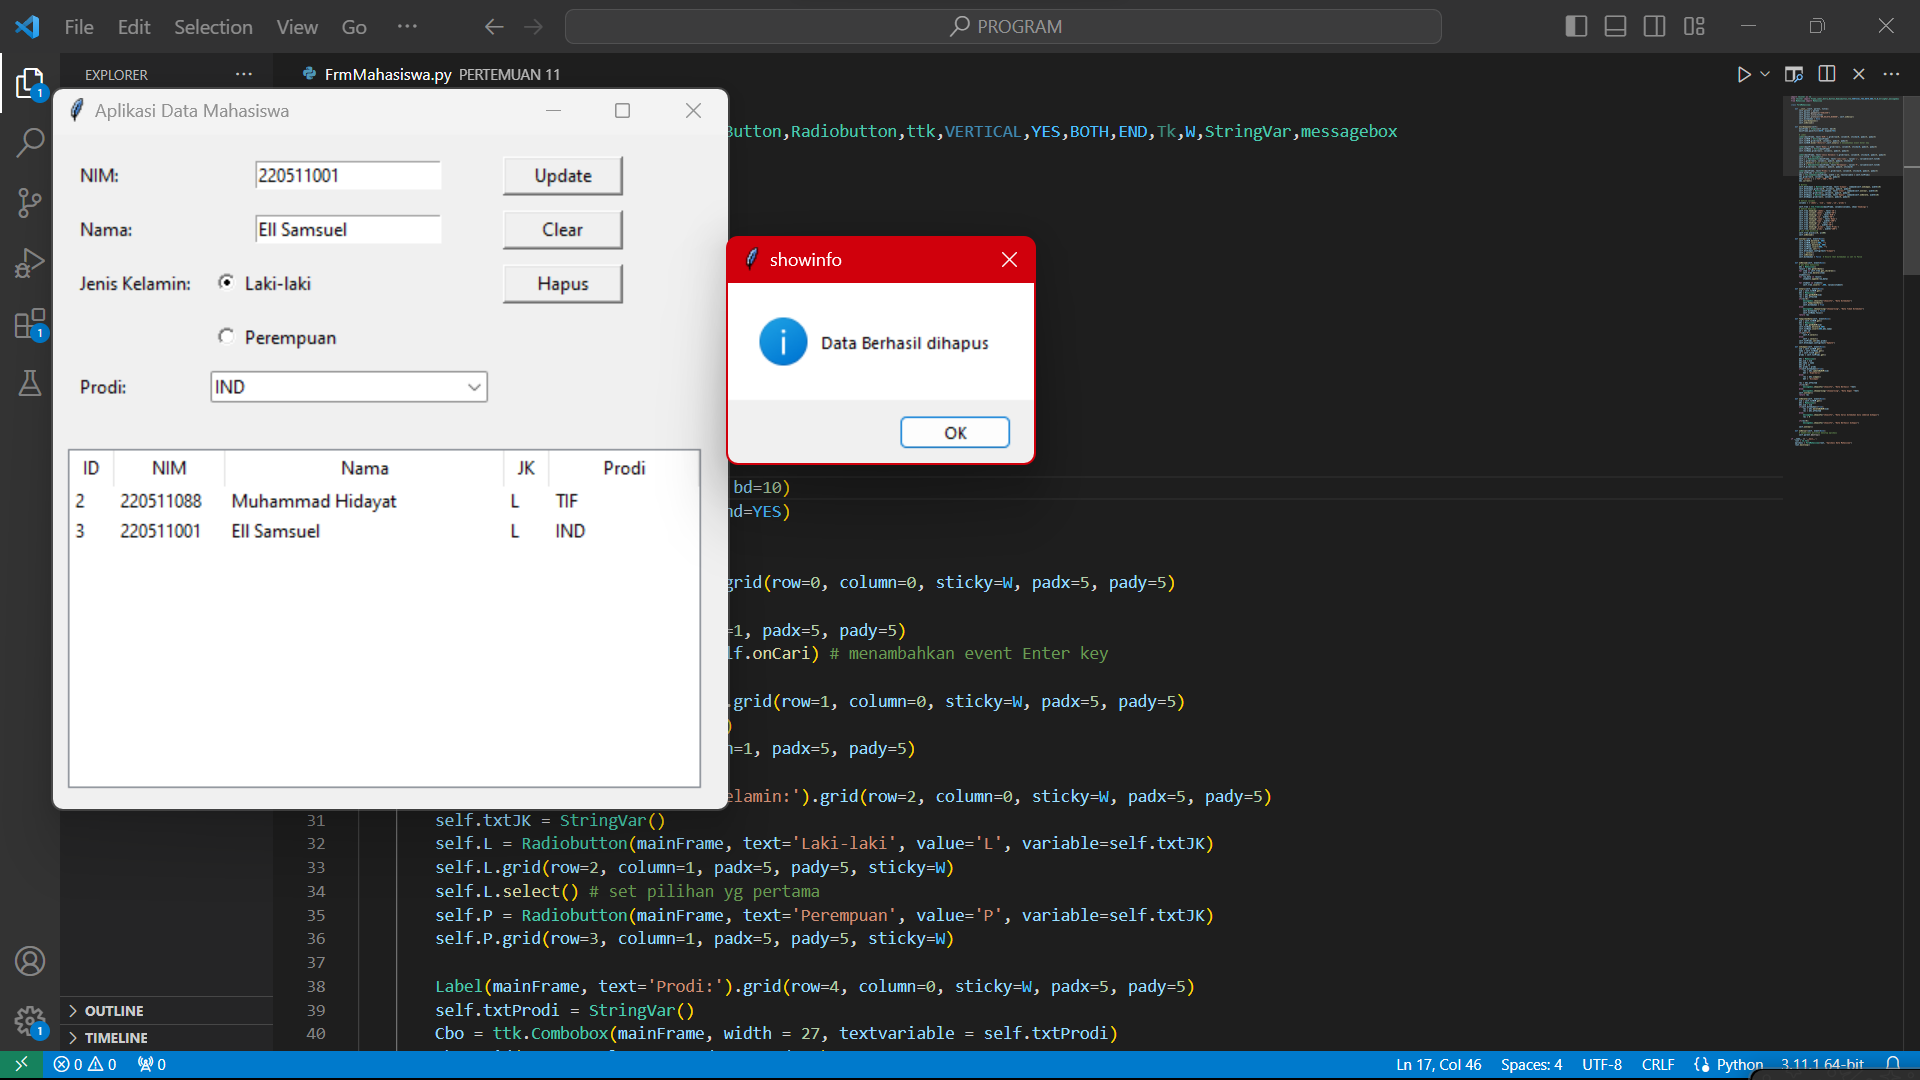 File Edit Selection View Go ··· PROGRAM
EXPLORER ··· FrmMahasiswa.py PERTEMUAN 11
Aplikasi Data Mahasiswa
NIM: 220511001 Update
Nama: Ell Samsuel Clear
Jenis Kelamin: Laki-laki Hapus
Perempuan
Prodi: IND
ID NIM Nama JK Prodi
2 220511088 Muhammad Hidayat L TIF
3 220511001 Ell Samsuel L IND
showinfo
Data Berhasil dihapus
OK
Button,Radiobutton,ttk,VERTICAL,YES,BOTH,END,Tk,W,StringVar,messagebox
bd=10)
nd=YES)
grid(row=0, column=0, sticky=W, padx=5, pady=5)
=1, padx=5, pady=5)
lf.onCari) # menambahkan event Enter key
.grid(row=1, column=0, sticky=W, padx=5, pady=5)
)
n=1, padx=5, pady=5)
elamin:').grid(row=2, column=0, sticky=W, padx=5, pady=5)
31 self.txtJK = StringVar()
32 self.L = Radiobutton(mainFrame, text='Laki-laki', value='L', variable=self.txtJK)
33 self.L.grid(row=2, column=1, padx=5, pady=5, sticky=W)
34 self.L.select() # set pilihan yg pertama
35 self.P = Radiobutton(mainFrame, text='Perempuan', value='P', variable=self.txtJK)
36 self.P.grid(row=3, column=1, padx=5, pady=5, sticky=W)
37
38 Label(mainFrame, text='Prodi:').grid(row=4, column=0, sticky=W, padx=5, pady=5)
39 self.txtProdi = StringVar()
40 Cbo = ttk.Combobox(mainFrame, width = 27, textvariable = self.txtProdi)
1
1
1
OUTLINE
TIMELINE
0 0 0 Ln 17, Col 46 Spaces: 4 UTF-8 CRLF Python 3.11.1 64-bit